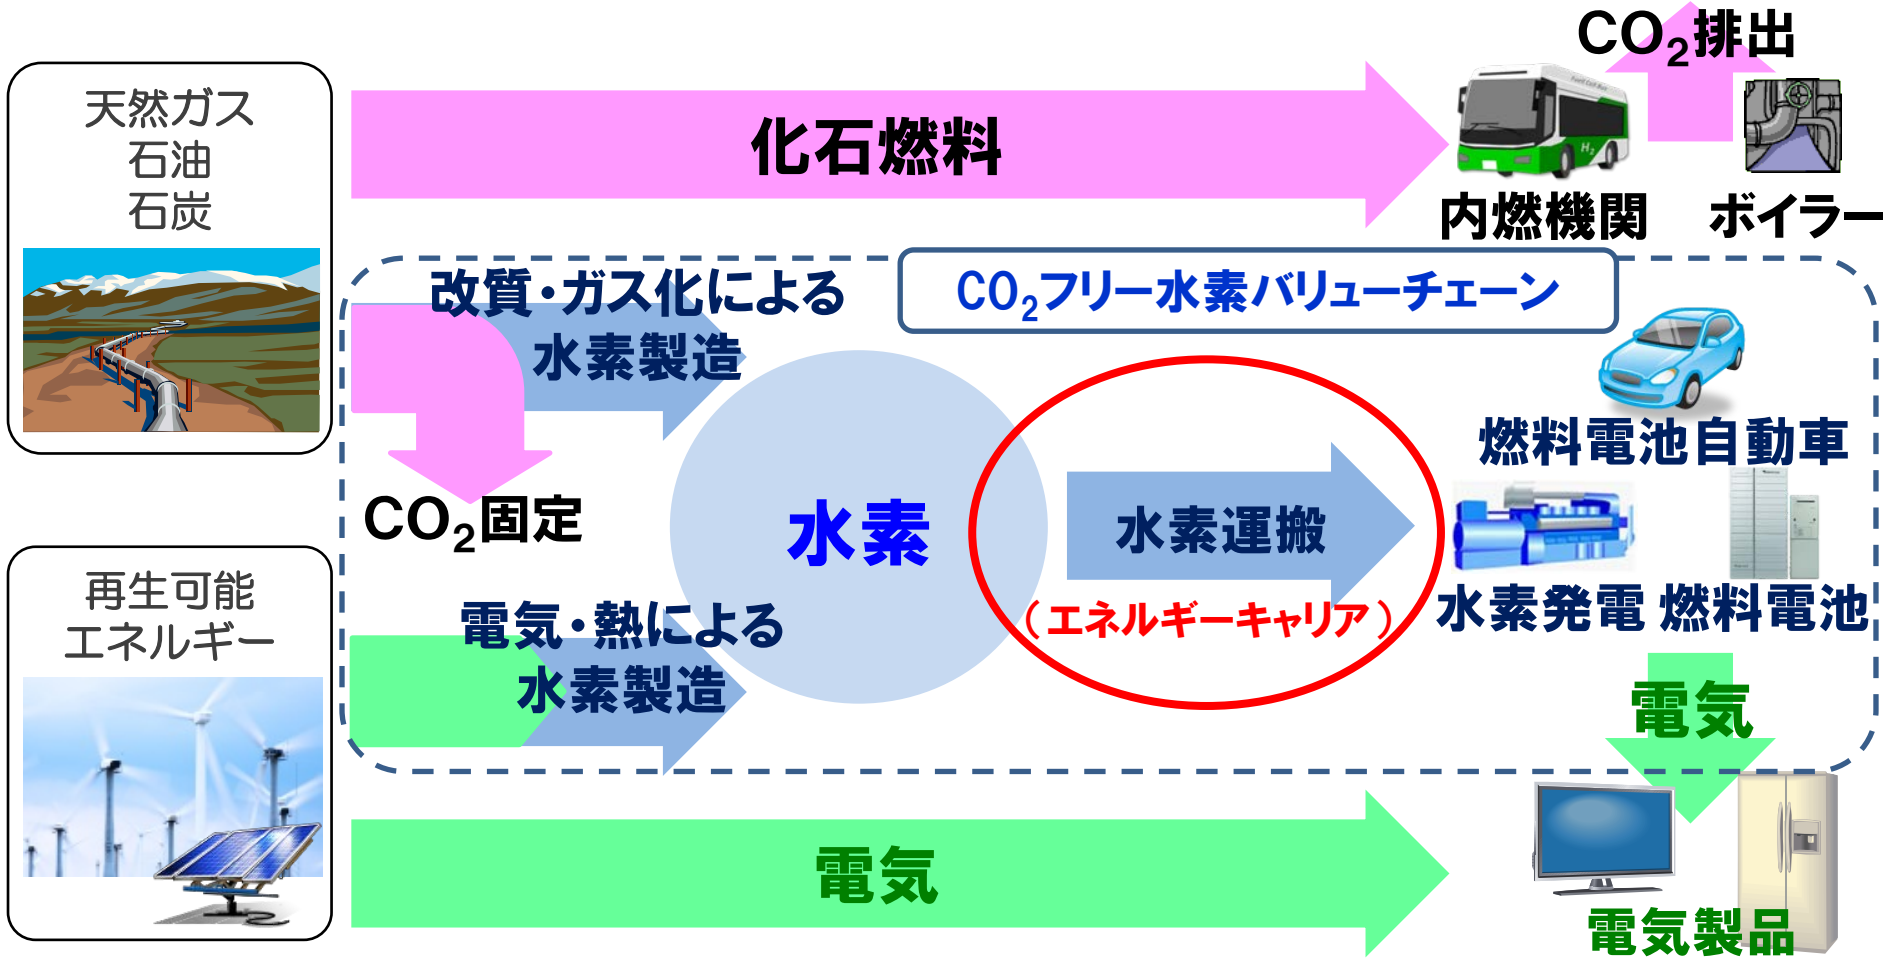 CO₂排出
天然ガス
石油
石炭
化石燃料
H₂
内燃機関
ボイラー
改質・ガス化による
水素製造
CO₂フリー水素バリューチェーン
燃料電池自動車
CO₂固定
水素
水素運搬
(エネルギーキャリア)
水素発電
燃料電池
再生可能
エネルギー
電気・熱による
水素製造
電気
電気
電気製品